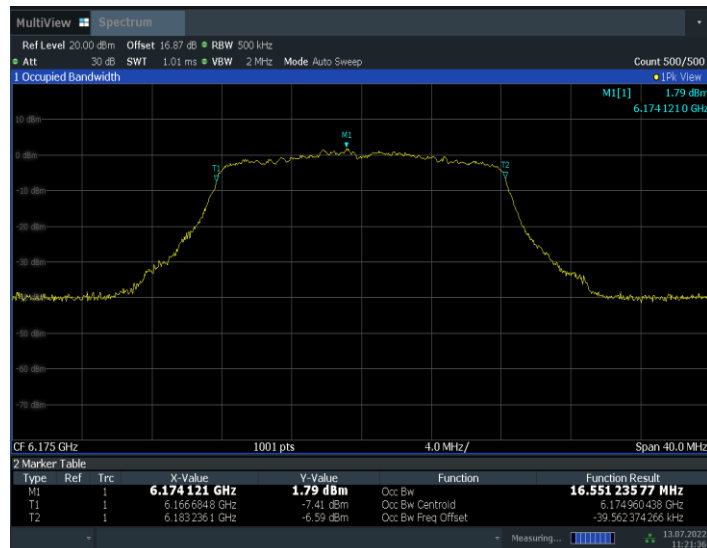 MultiView Spectrum
Ref Level 20.00 dBm Offset 16.87 dB RBW 500 kHz
Att 30 dB SWT 1.01 ms VBW 2 MHz Mode Auto Sweep Count 500/500
1 Occupied Bandwidth 1Pk View
M1[1] 1.79 dBm
6.1741210 GHz
10 dBm
M1
0 dBm
T1 T2
-10 dBm
-20 dBm
-30 dBm
-50 dBm
-60 dBm
-70 dBm
CF 6.175 GHz 1001 pts 4.0 MHz/ Span 40.0 MHz
2 Marker Table
Type Ref Trc X-Value Y-Value Function Function Result
M1 1 6.174 121 GHz 1.79 dBm Occ Bw 16.551 235 77 MHz
T1 1 6.166 684 8 GHz -7.41 dBm Occ Bw Centroid 6.174 960 438 GHz
T2 1 6.183 236 1 GHz -6.59 dBm Occ Bw Freq Offset -39.562 374 266 kHz
Measuring... 13.07.2022
11:21:36